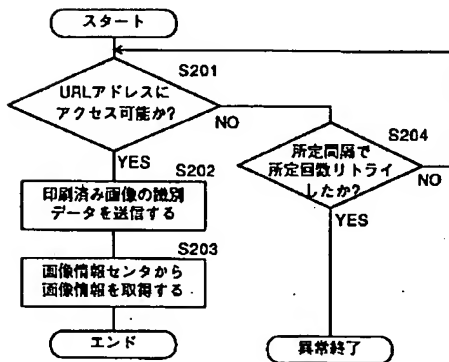 スタート
S201
URLアドレスに
アクセス可能か?
NO
YES
S202
印刷済み画像の識別
データを送信する
S203
画像情報センタから
画像情報を取得する
エンド
S204
所定間隔で
所定回数リトライ
したか?
NO
YES
異常終了